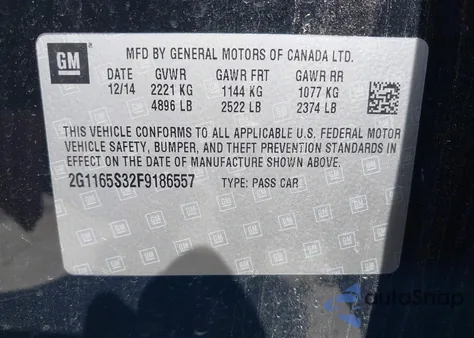 GM
MFD BY GENERAL MOTORS OF CANADA LTD.
DATE GVWR GAWR FRT GAWR RR
12/14 2221 KG 1144 KG 1077 KG
4896 LB 2522 LB 2374 LB
THIS VEHICLE CONFORMS TO ALL APPLICABLE U.S. FEDERAL MOTOR
VEHICLE SAFETY, BUMPER, AND THEFT PREVENTION STANDARDS
IN EFFECT ON THE DATE OF MANUFACTURE SHOWN ABOVE.
2G1165S32F9186557 TYPE: PASS CAR
autoSnap